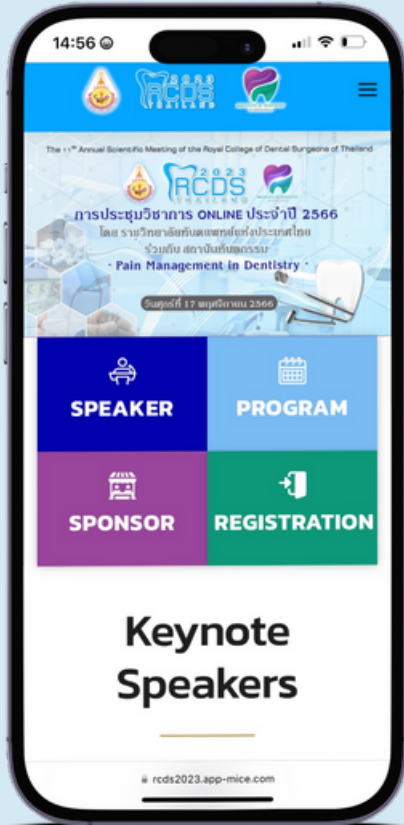 14:56
2023
RCDS
THAILAND
The 11th Annual Scientific Meeting of the Royal College of Dental Surgeons of Thailand
2023
RCDS
THAILAND
การประชุมวิชาการ ONLINE ประจำปี 2566
โดย ราชวิทยาลัยทันตแพทย์แห่งประเทศไทย
ร่วมกับ สถาบันทันตกรรม
· Pain Management in Dentistry ·
วันศุกร์ที่ 17 พฤศจิกายน 2566
SPEAKER
PROGRAM
SPONSOR
REGISTRATION
Keynote
Speakers
rcds2023.app-mice.com